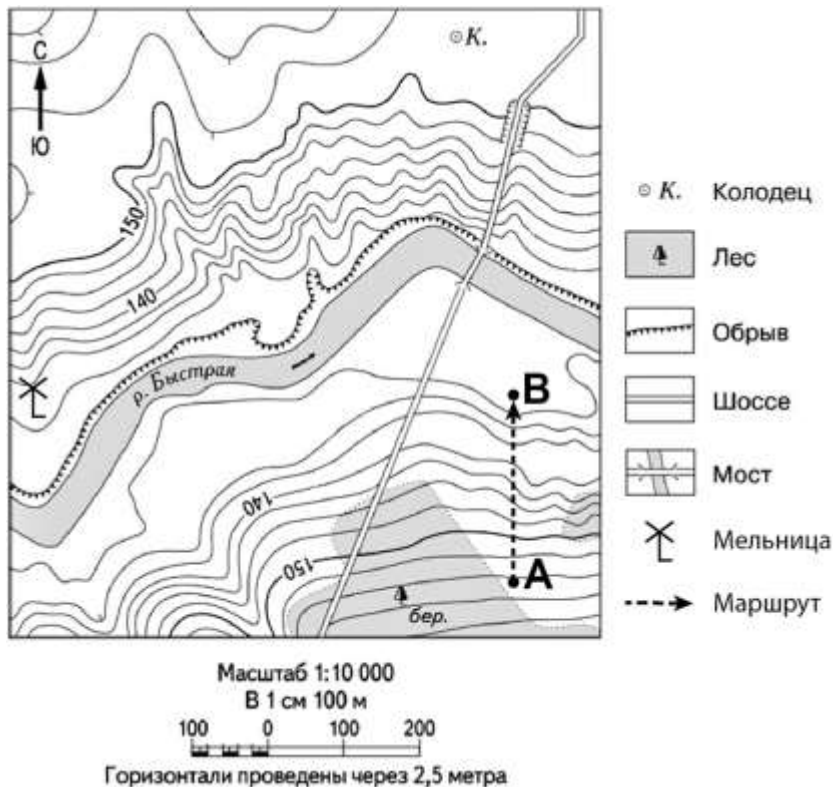 С
Ю
К.
150
140
р. Быстрая
В
140
150
А
бер.
К. Колодец
Лес
Обрыв
Шоссе
Мост
Мельница
Маршрут
Масштаб 1:10 000
В 1 см 100 м
100 0 100 200
Горизонтали проведены через 2,5 метра